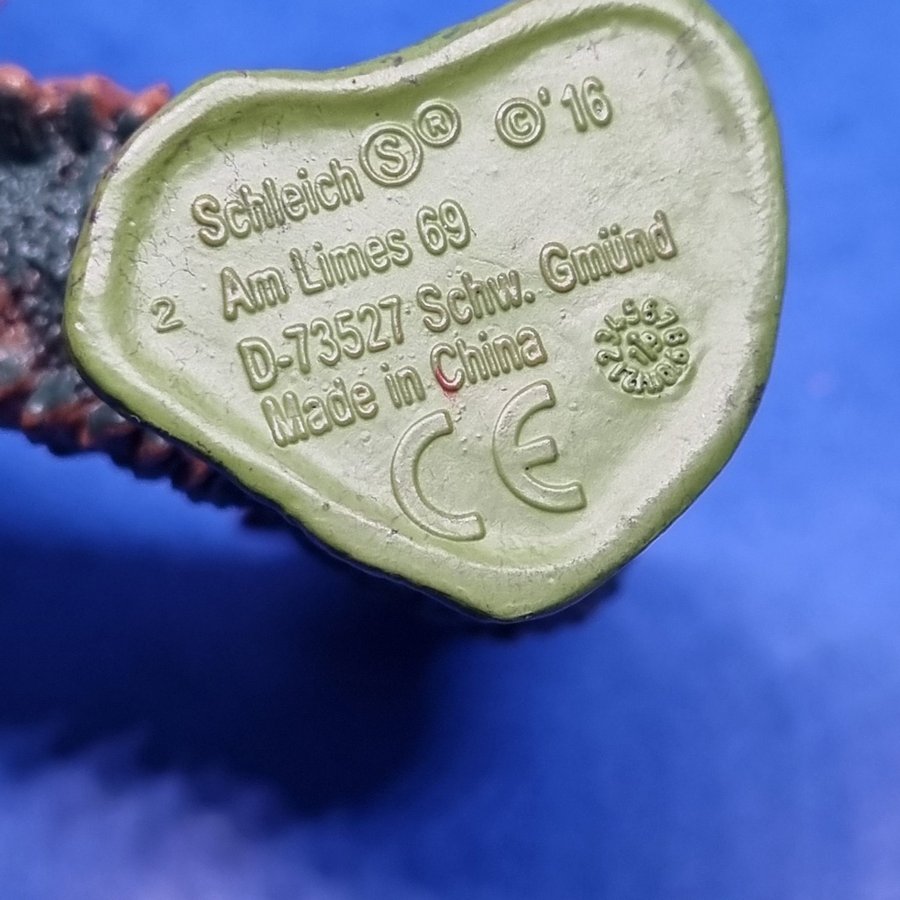 Schleich Ⓢ® ©'16
Am Limes 69
D-73527 Schw. Gmünd
Made in China
2
CE